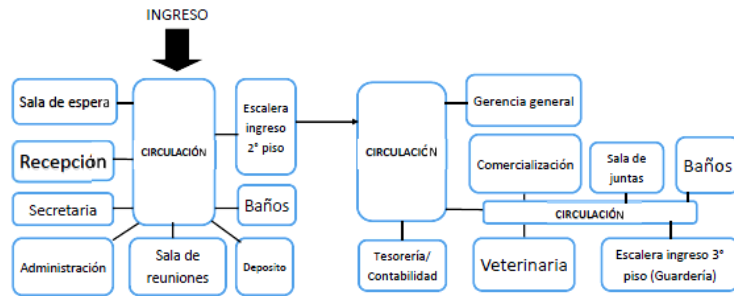 INGRESO
Sala de espera
Recepción
Secretaria
Administración
CIRCULACIÓN
Sala de
reuniones
Escalera
ingreso
2° piso
Baños
Deposito
CIRCULACIÓN
Tesorería/
Contabilidad
Gerencia general
Comercialización
Sala de
juntas
Baños
CIRCULACIÓN
Veterinaria
Escalera ingreso 3°
piso (Guardería)